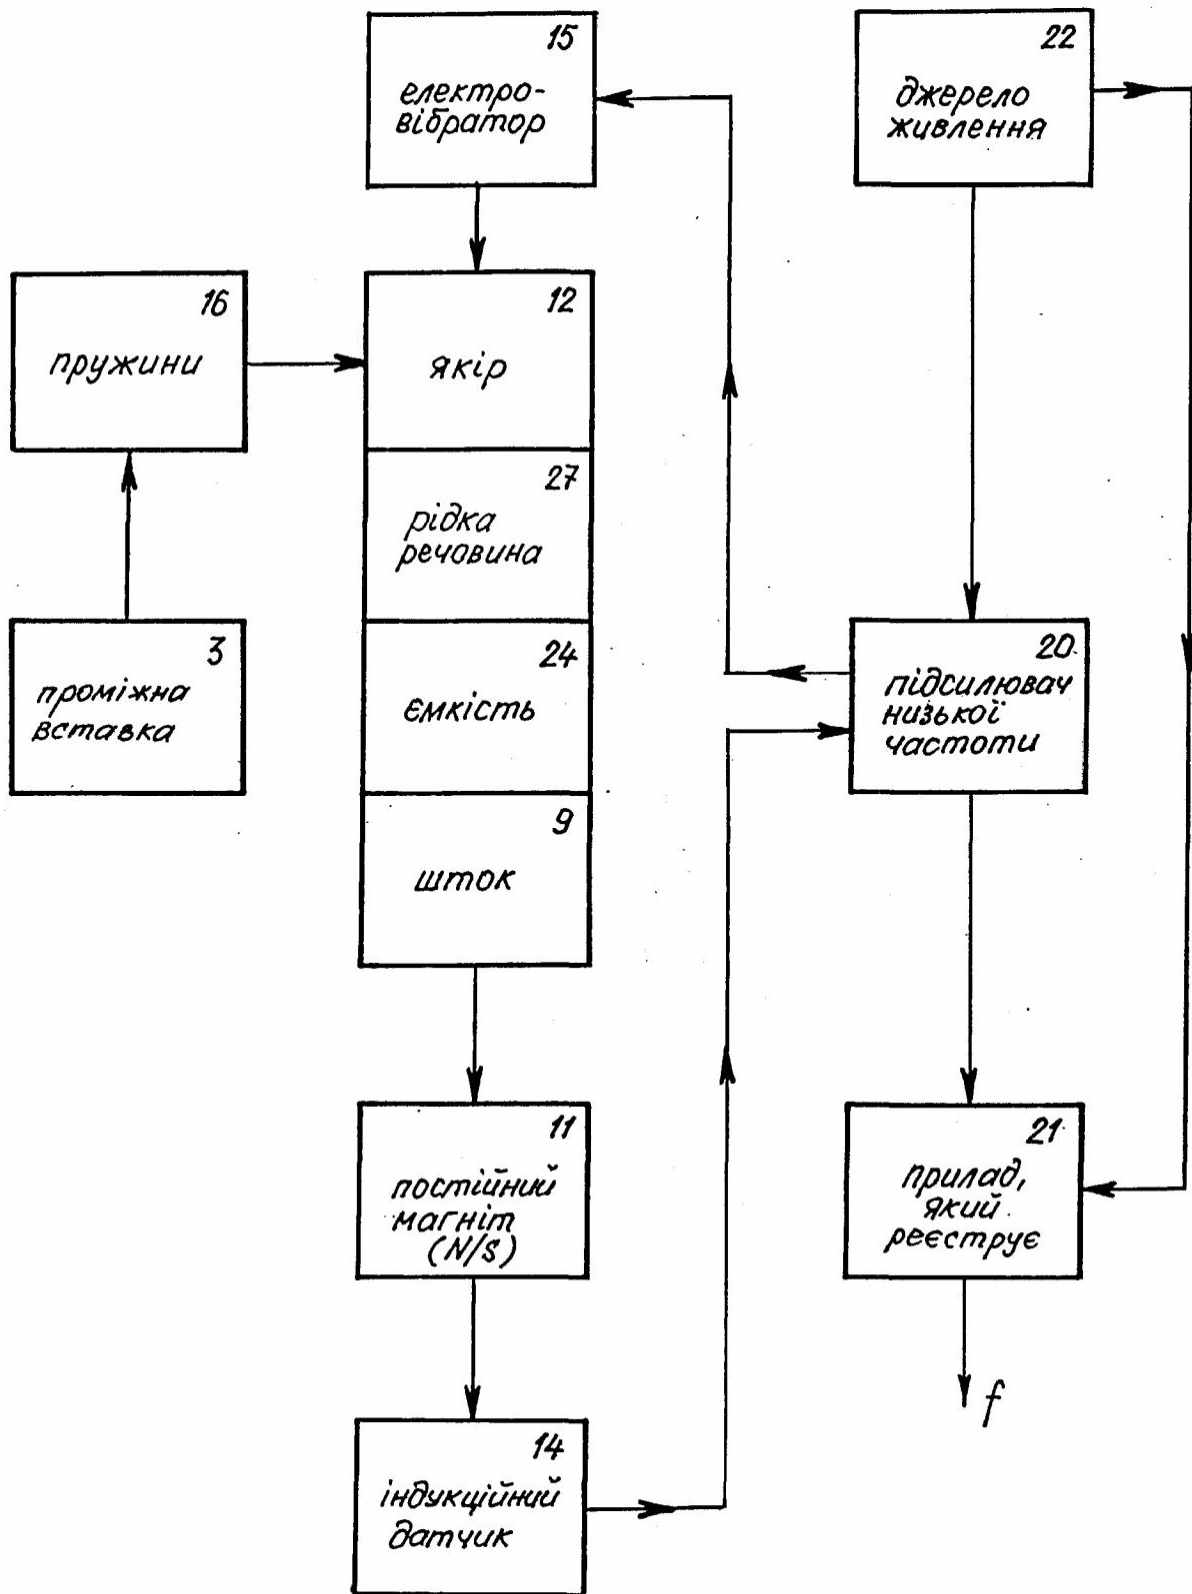 15
електро-
вібратор
22
джерело
живлення
16
пружини
12
якір
27
рідка
речовина
3
проміжна
вставка
24
ємкість
20
підсилювач
низької
частоти
9
шток
11
постійний
магніт
(N/S)
21
прилад,
який
реєструє
f
14
індукційний
датчик